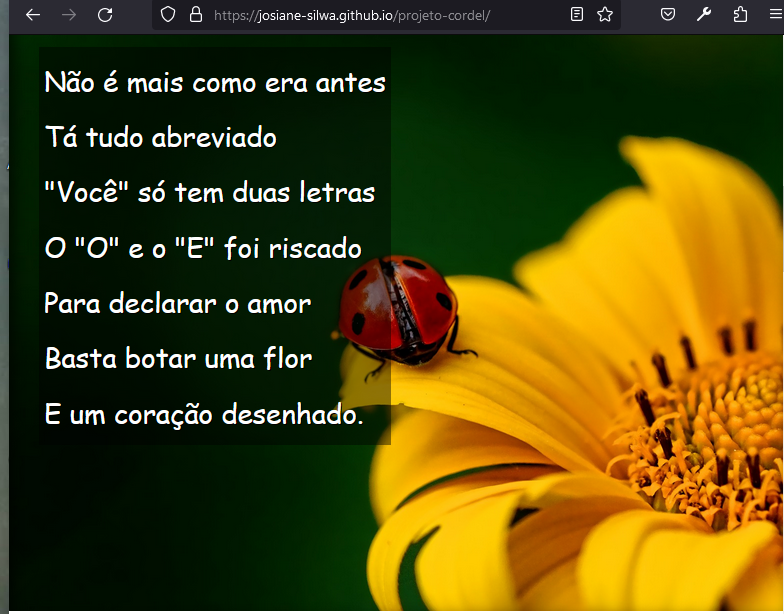 https://josiane-silwa.github.io/projeto-cordel/
Não é mais como era antes
Tá tudo abreviado
"Você" só tem duas letras
O "O" e o "E" foi riscado
Para declarar o amor
Basta botar uma flor
E um coração desenhado.